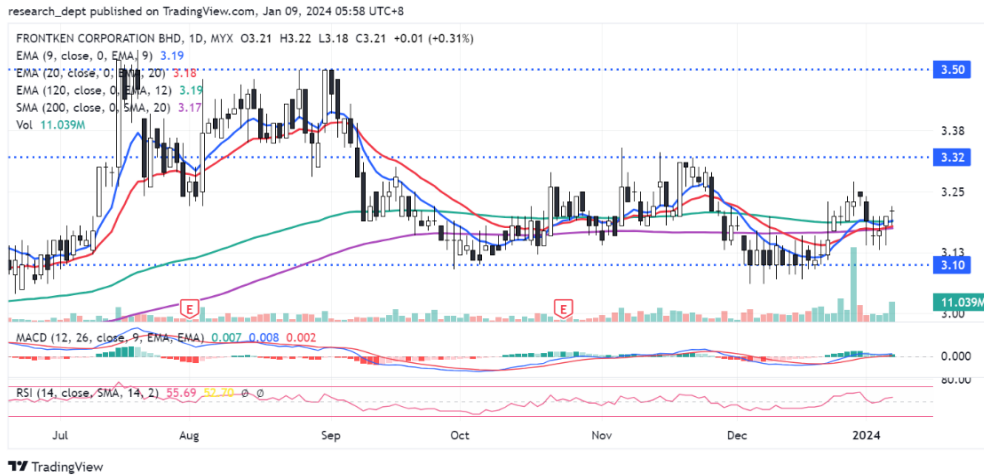 research_dept published on TradingView.com, Jan 09, 2024 05:58 UTC+8
FRONTKEN CORPORATION BHD, 1D, MYX O3.21 H3.22 L3.18 C3.21 +0.01 (+0.31%)
EMA (9, close, 0, EMA, 9) 3.19
EMA (20, close, 0, EMA, 20) 3.18
EMA (120, close, 0, EMA, 12) 3.19
SMA (200, close, 0, SMA, 20) 3.17
Vol 11.039M
3.50
3.38
3.32
3.25
3.13
3.10
11.039M
3.00
E E
MACD (12, 26, close, 9, EMA, EMA) 0.007 0.008 0.002
0.000
80.00
RSI (14, close, SMA, 14, 2) 55.69 52.70 ∅ ∅
Jul Aug Sep Oct Nov Dec 2024
TradingView